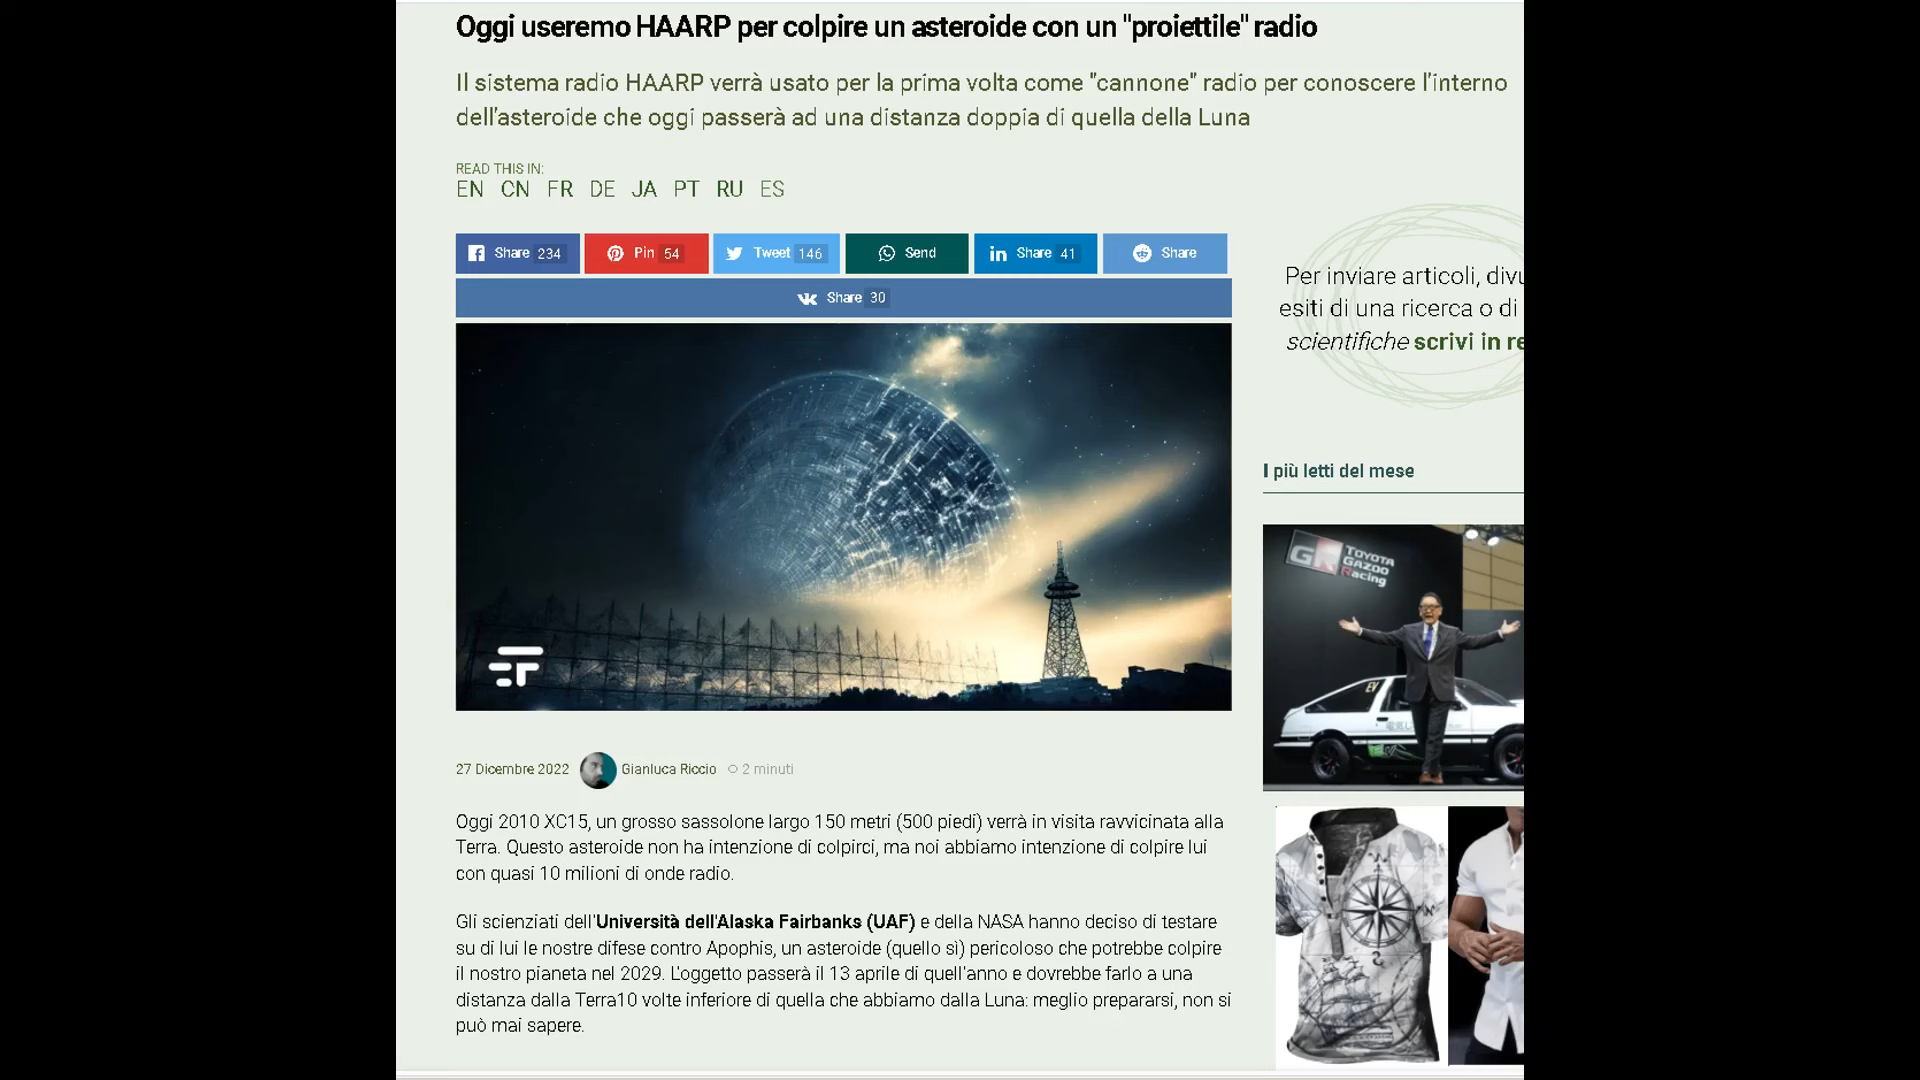 Oggi useremo HAARP per colpire un asteroide con un "proiettile" radio
Il sistema radio HAARP verrà usato per la prima volta come "cannone" radio per conoscere l'interno
dell'asteroide che oggi passerà ad una distanza doppia di quella della Luna
READ THIS IN:
EN CN FR DE JA PT RU ES
Share 234
Pin 54
Tweet 146
Send
Share 41
Share
Share 30
27 Dicembre 2022 Gianluca Riccio 2 minuti
Oggi 2010 XC15, un grosso sassolone largo 150 metri (500 piedi) verrà in visita ravvicinata alla
Terra. Questo asteroide non ha intenzione di colpirci, ma noi abbiamo intenzione di colpire lui
con quasi 10 milioni di onde radio.
Gli scienziati dell'Università dell'Alaska Fairbanks (UAF) e della NASA hanno deciso di testare
su di lui le nostre difese contro Apophis, un asteroide (quello sì) pericoloso che potrebbe colpire
il nostro pianeta nel 2029. L'oggetto passerà il 13 aprile di quell'anno e dovrebbe farlo a una
distanza dalla Terra10 volte inferiore di quella che abbiamo dalla Luna: meglio prepararsi, non si
può mai sapere.
Per inviare articoli, divu
esiti di una ricerca o di
scientifiche scrivi in re
I più letti del mese
GR TOYOTA
GAZOO
Racing
EV